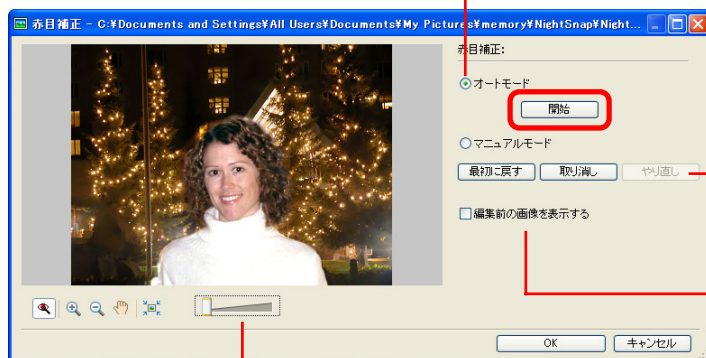 赤目補正 - C:¥Documents and Settings¥All Users¥Documents¥My Pictures¥memory¥NightSnap¥Night...
赤目補正:
オートモード
開始
マニュアルモード
最初に戻す 取り消し やり直し
編集前の画像を表示する
OK キャンセル